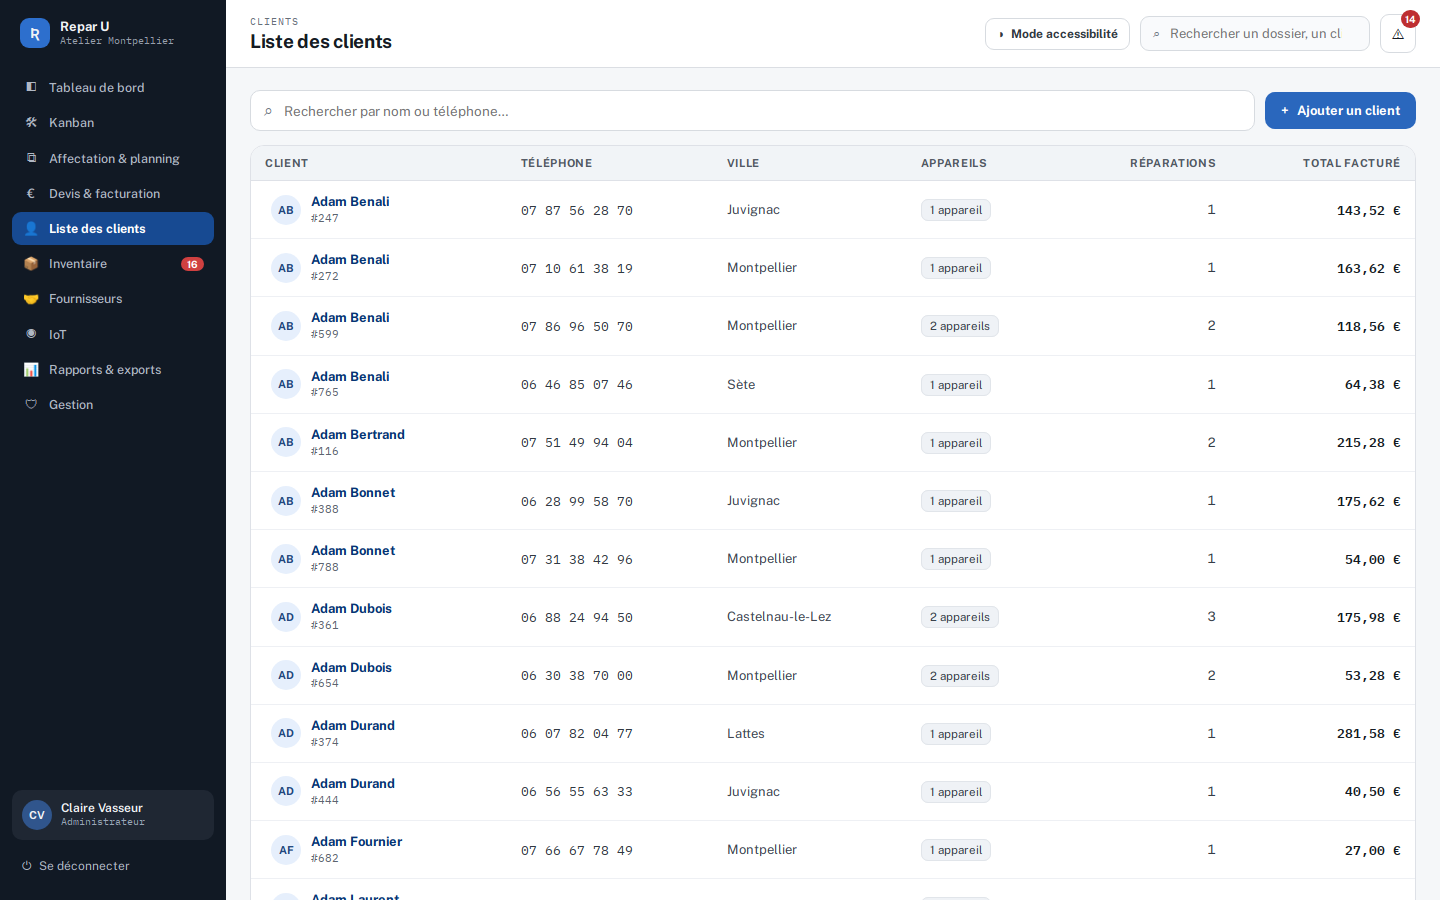 Repar U
Atelier Montpellier
Tableau de bord
Kanban
Affectation & planning
€ Devis & facturation
Liste des clients
Inventaire 16
Fournisseurs
IoT
Rapports & exports
Gestion
CV Claire Vasseur
Administrateur
Se déconnecter
CLIENTS
Liste des clients
Mode accessibilité
Rechercher un dossier, un cl
14
Rechercher par nom ou téléphone...
+ Ajouter un client
CLIENT TÉLÉPHONE VILLE APPAREILS RÉPARATIONS TOTAL FACTURÉ
AB Adam Benali #247 07 87 56 28 70 Juvignac 1 appareil 1 143,52 €
AB Adam Benali #272 07 10 61 38 19 Montpellier 1 appareil 1 163,62 €
AB Adam Benali #599 07 86 96 50 70 Montpellier 2 appareils 2 118,56 €
AB Adam Benali #765 06 46 85 07 46 Sète 1 appareil 1 64,38 €
AB Adam Bertrand #116 07 51 49 94 04 Montpellier 1 appareil 2 215,28 €
AB Adam Bonnet #388 06 28 99 58 70 Juvignac 1 appareil 1 175,62 €
AB Adam Bonnet #788 07 31 38 42 96 Montpellier 1 appareil 1 54,00 €
AD Adam Dubois #361 06 88 24 94 50 Castelnau-le-Lez 2 appareils 3 175,98 €
AD Adam Dubois #654 06 30 38 70 00 Montpellier 2 appareils 2 53,28 €
AD Adam Durand #374 06 07 82 04 77 Lattes 1 appareil 1 281,58 €
AD Adam Durand #444 06 56 55 63 33 Juvignac 1 appareil 1 40,50 €
AF Adam Fournier #682 07 66 67 78 49 Montpellier 1 appareil 1 27,00 €
Adam Laurent